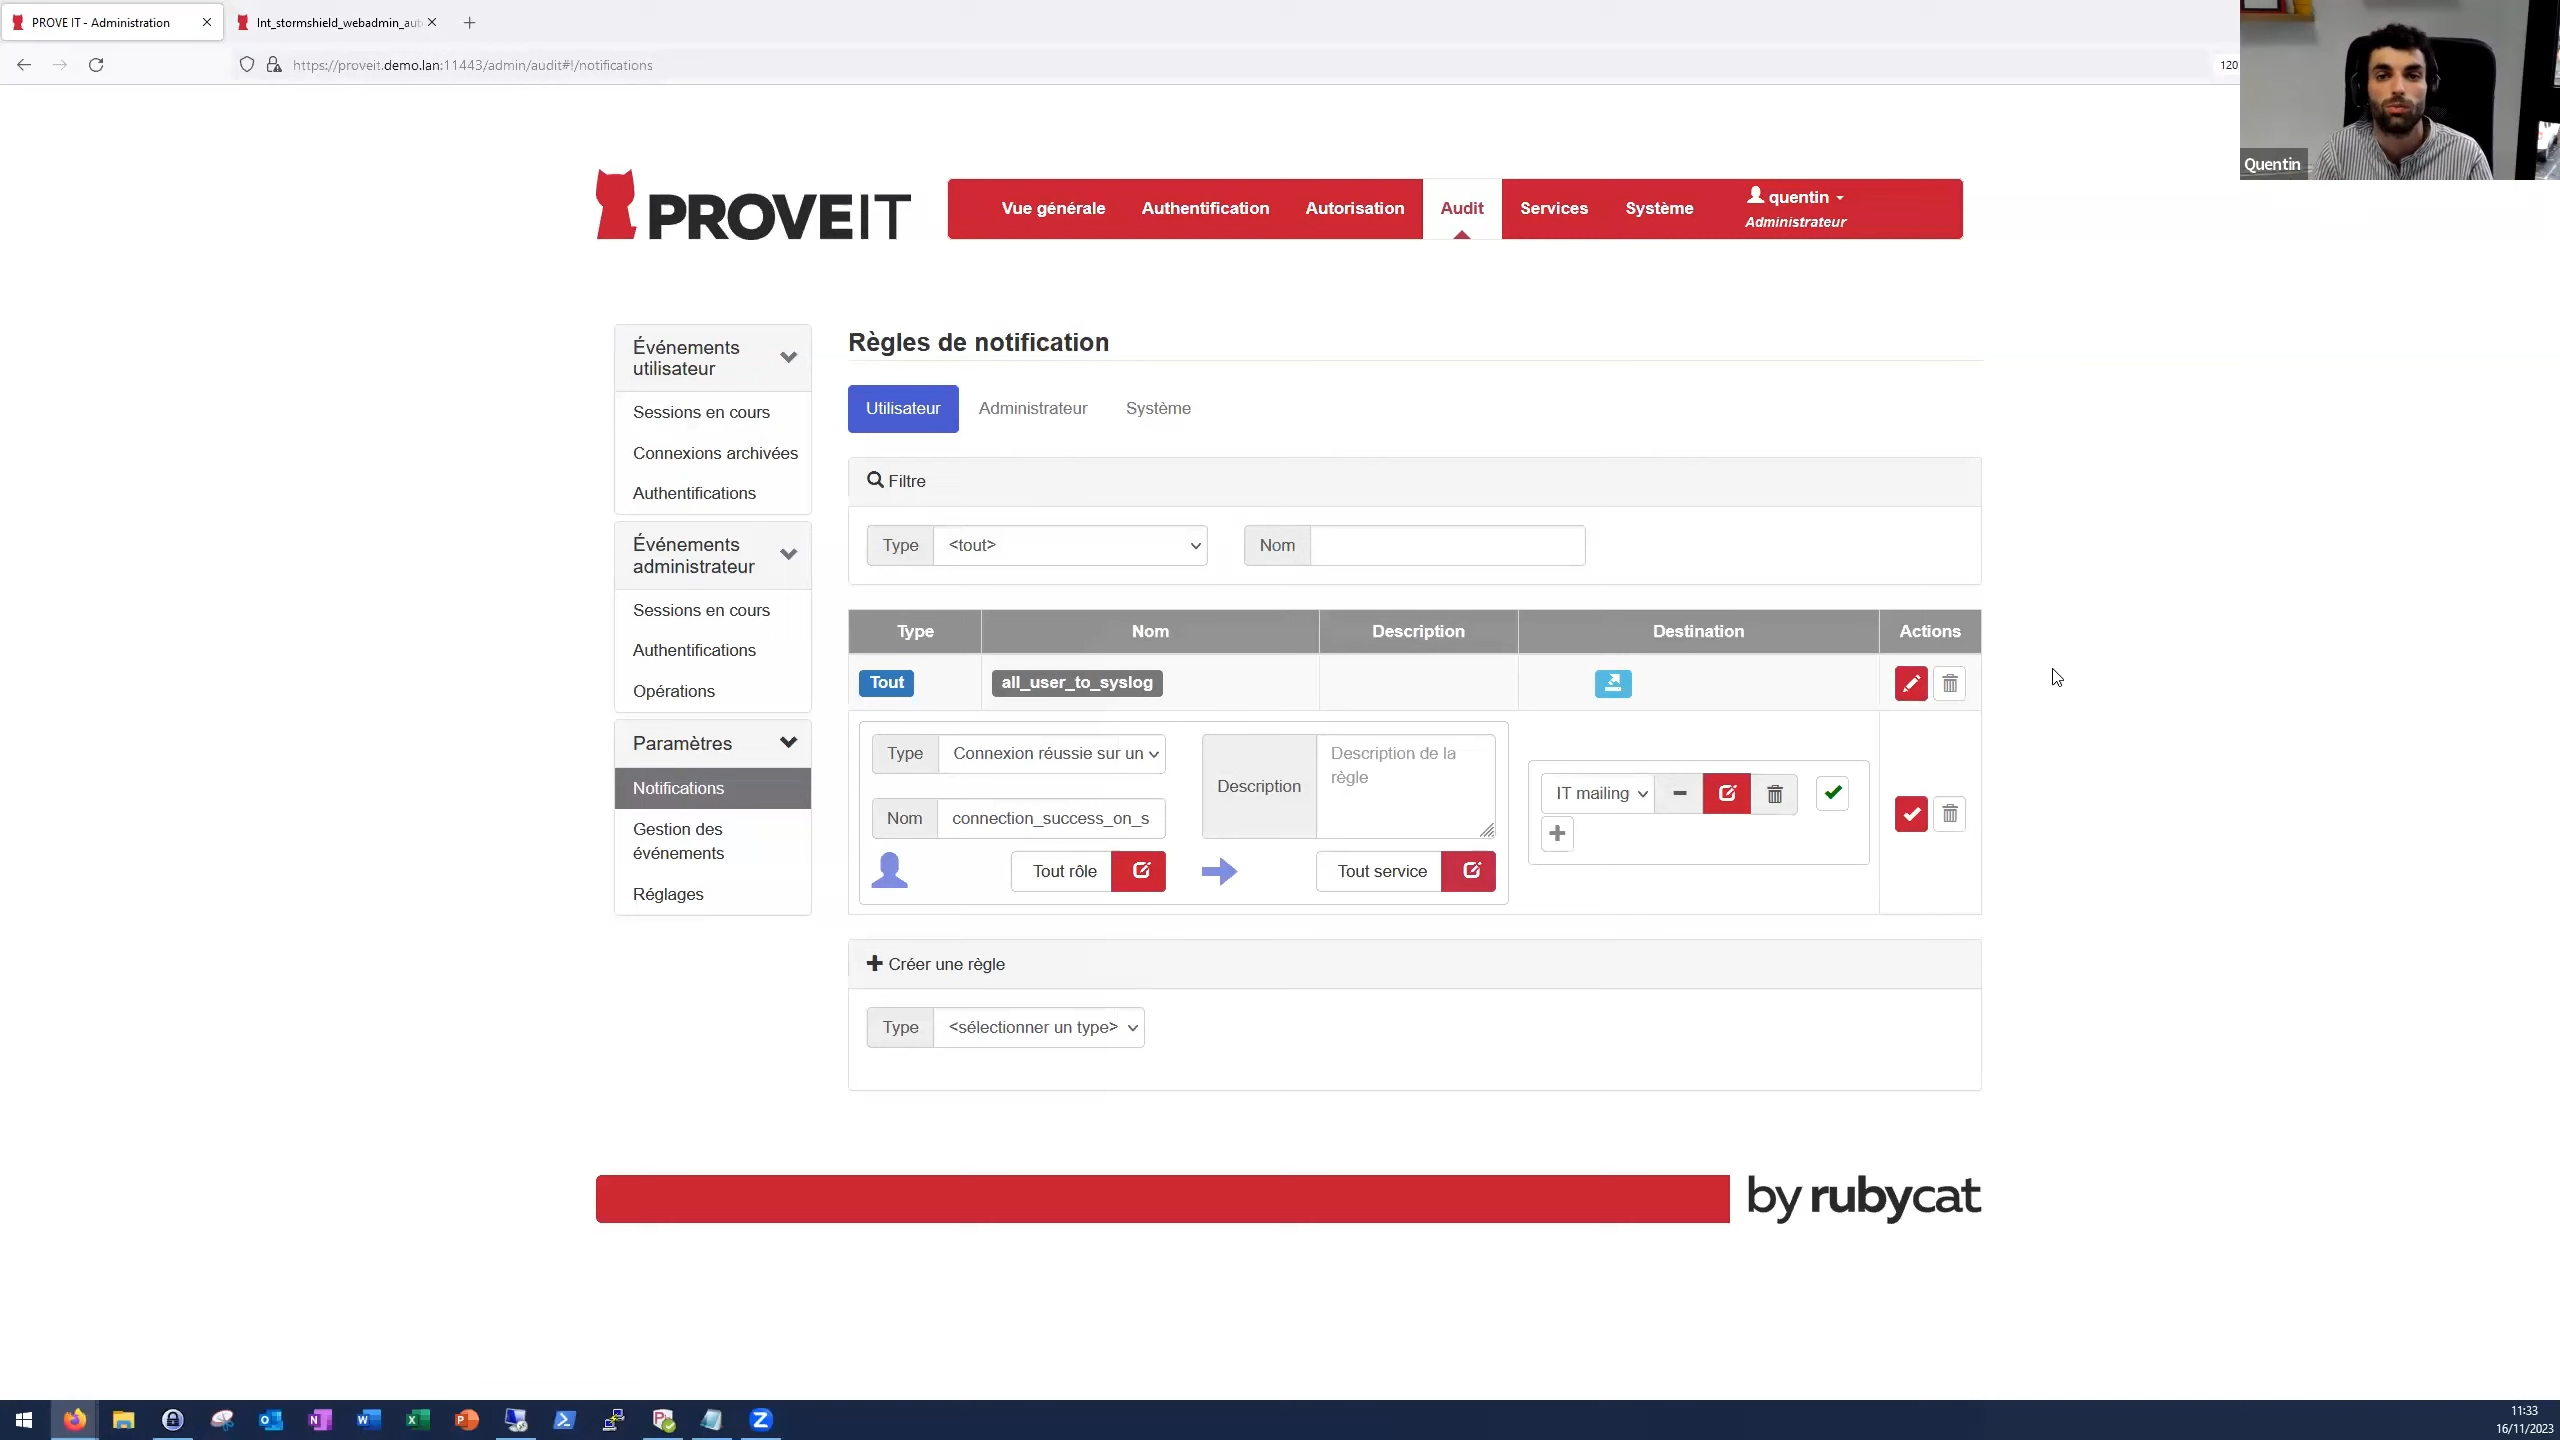 PROVE IT - Administration
Int_stormshield_webadmin_aut
https://proveit.demo.lan:11443/admin/audit#!/notifications
120
Quentin
PROVEIT
Vue générale
Authentification
Autorisation
Audit
Services
Système
quentin
Administrateur
Événements
utilisateur
Sessions en cours
Connexions archivées
Authentifications
Événements
administrateur
Sessions en cours
Authentifications
Opérations
Paramètres
Notifications
Gestion des
événements
Réglages
Règles de notification
Utilisateur
Administrateur
Système
Filtre
Type
<tout>
Nom
Type
Nom
Description
Destination
Actions
Tout
all_user_to_syslog
Type
Connexion réussie sur un
Nom
connection_success_on_s
Description
Description de la
règle
Tout rôle
Tout service
IT mailing
Créer une règle
Type
<sélectionner un type>
by rubycat
11:33
16/11/2023